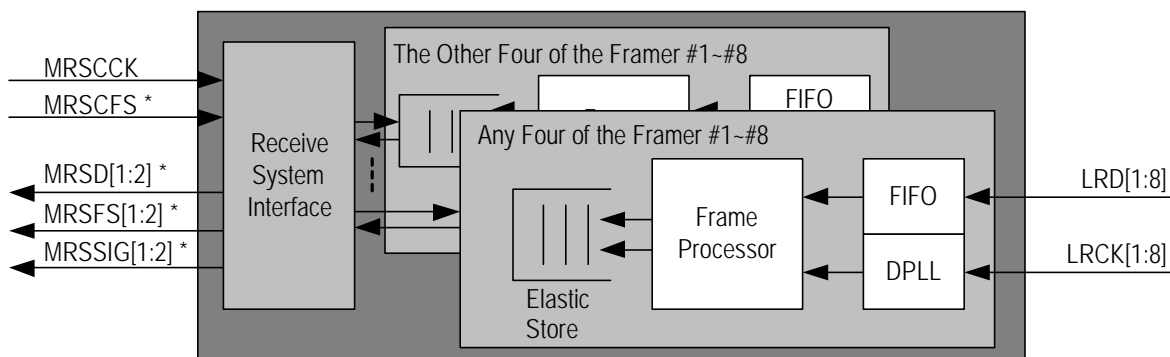 MRSCCK
MRSCFS *
MRSD[1:2] *
MRSFS[1:2] *
MRSSIG[1:2] *
Receive
System
Interface
The Other Four of the Framer #1~#8
FIFO
Any Four of the Framer #1~#8
Elastic
Store
Frame
Processor
FIFO
DPLL
LRD[1:8]
LRCK[1:8]